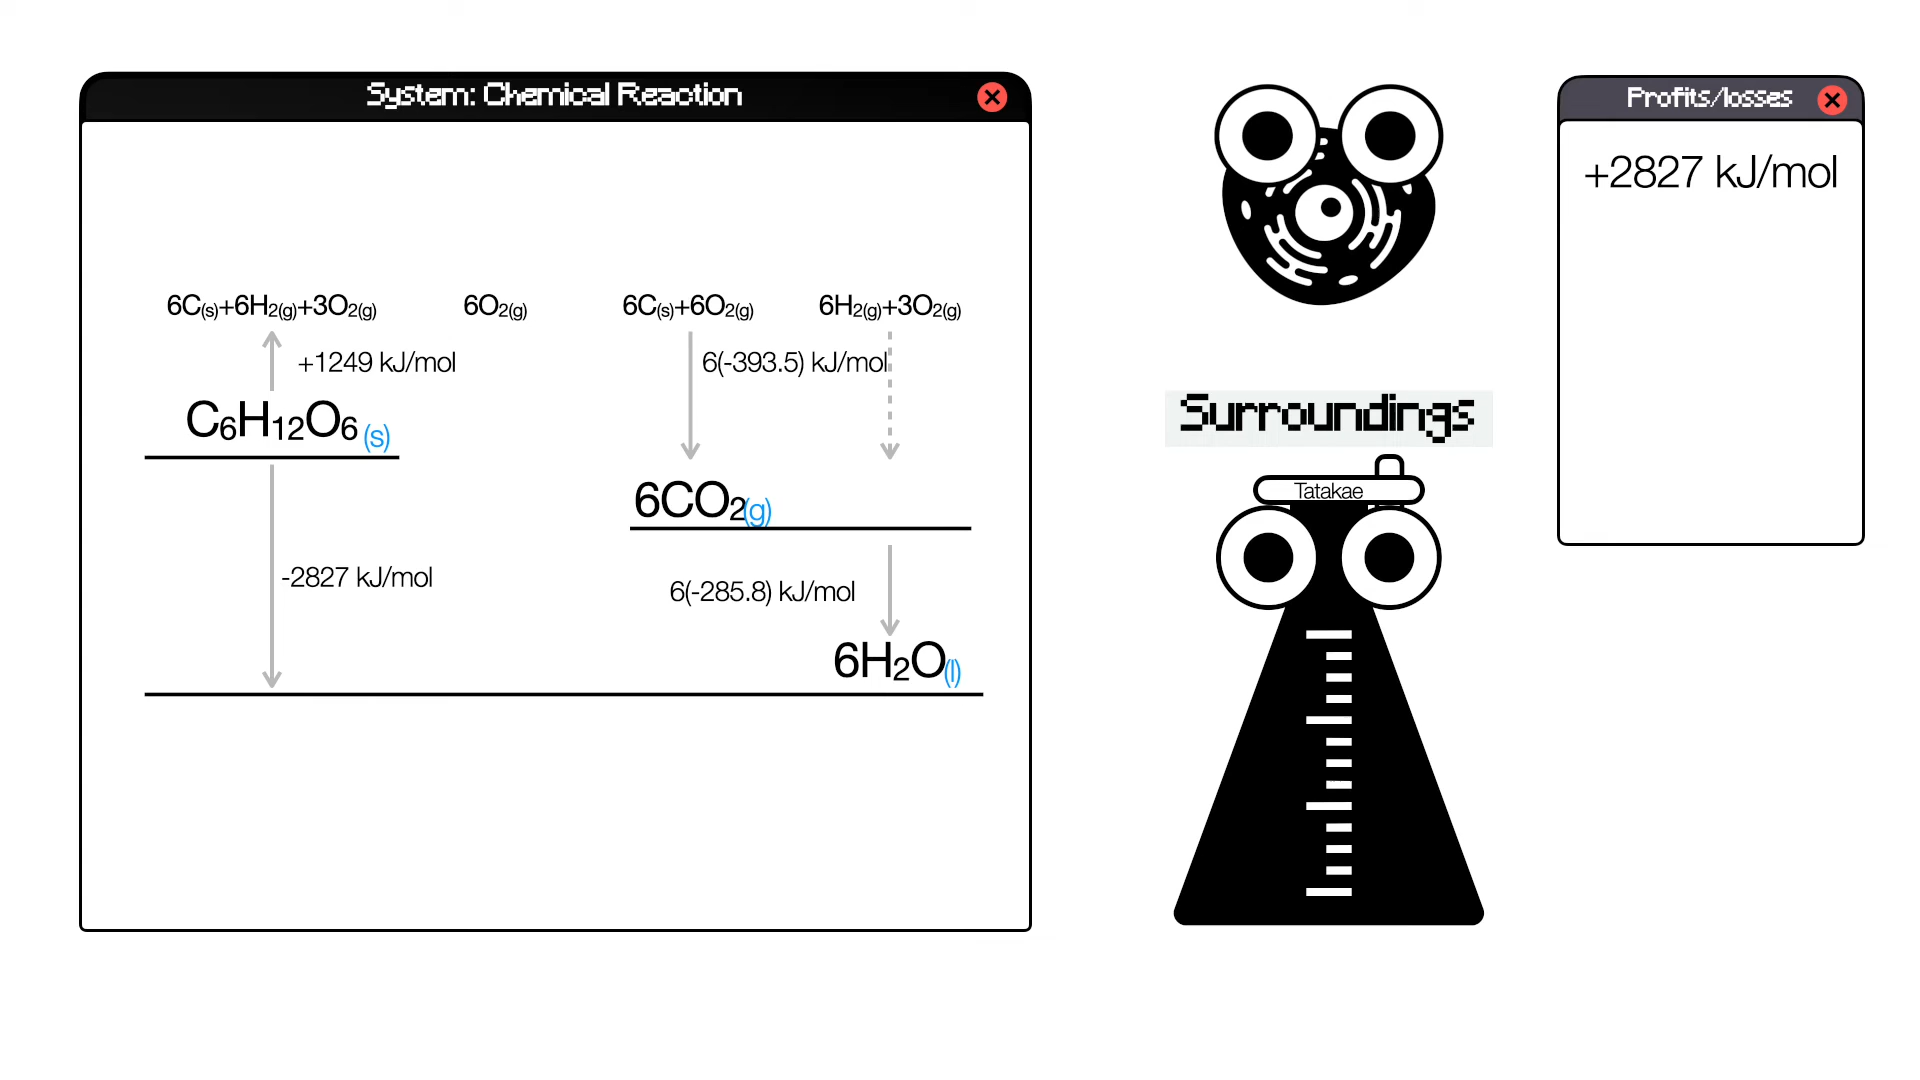 System: Chemical Reaction
6C(s)+6H2(g)+3O2(g)
6O2(g)
6C(s)+6O2(g)
6H2(g)+3O2(g)
+1249 kJ/mol
6(-393.5) kJ/mol
C6H12O6 (s)
6CO2(g)
-2827 kJ/mol
6(-285.8) kJ/mol
6H2O(l)
Surroundings
Tatakae
Profits/losses
+2827 kJ/mol